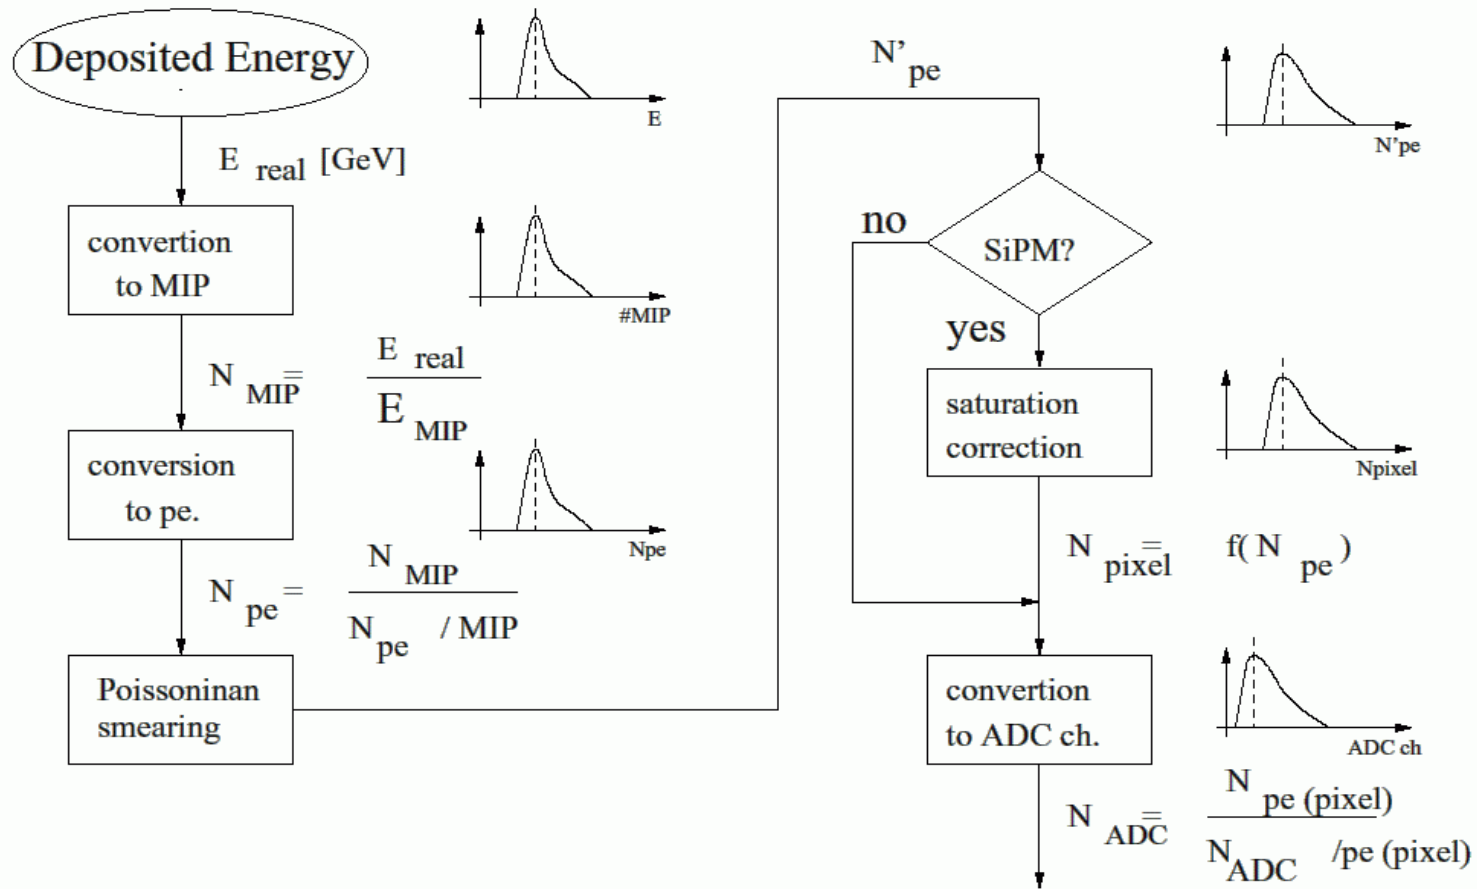 Deposited Energy
E
E real [GeV]
convertion
to MIP
#MIP
N MIP = E real / E MIP
conversion
to pe.
Npe
N pe = N MIP / N pe / MIP
Poissoninan
smearing
N’pe
N’pe
SiPM?
no
yes
saturation
correction
Npixel
N pixel = f( N pe )
convertion
to ADC ch.
ADC ch
N ADC = N pe (pixel) / N ADC /pe (pixel)